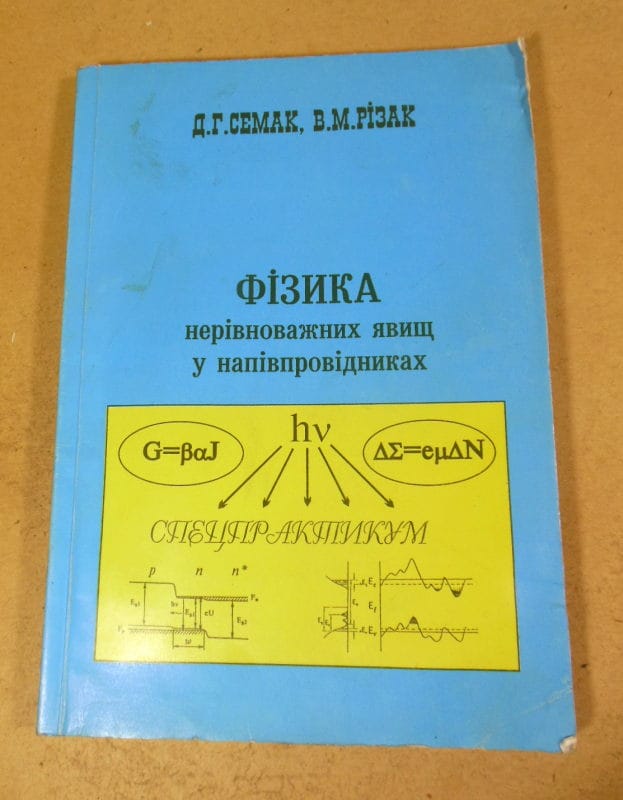 Д.Г.СЕМАК, В.М.РІЗАК
ФІЗИКА
нерівноважних явищ
у напівпровідниках
hν
G=βαJ
ΔΣ=eμΔN
СПЕЦПРАКТИКУМ
p n n*